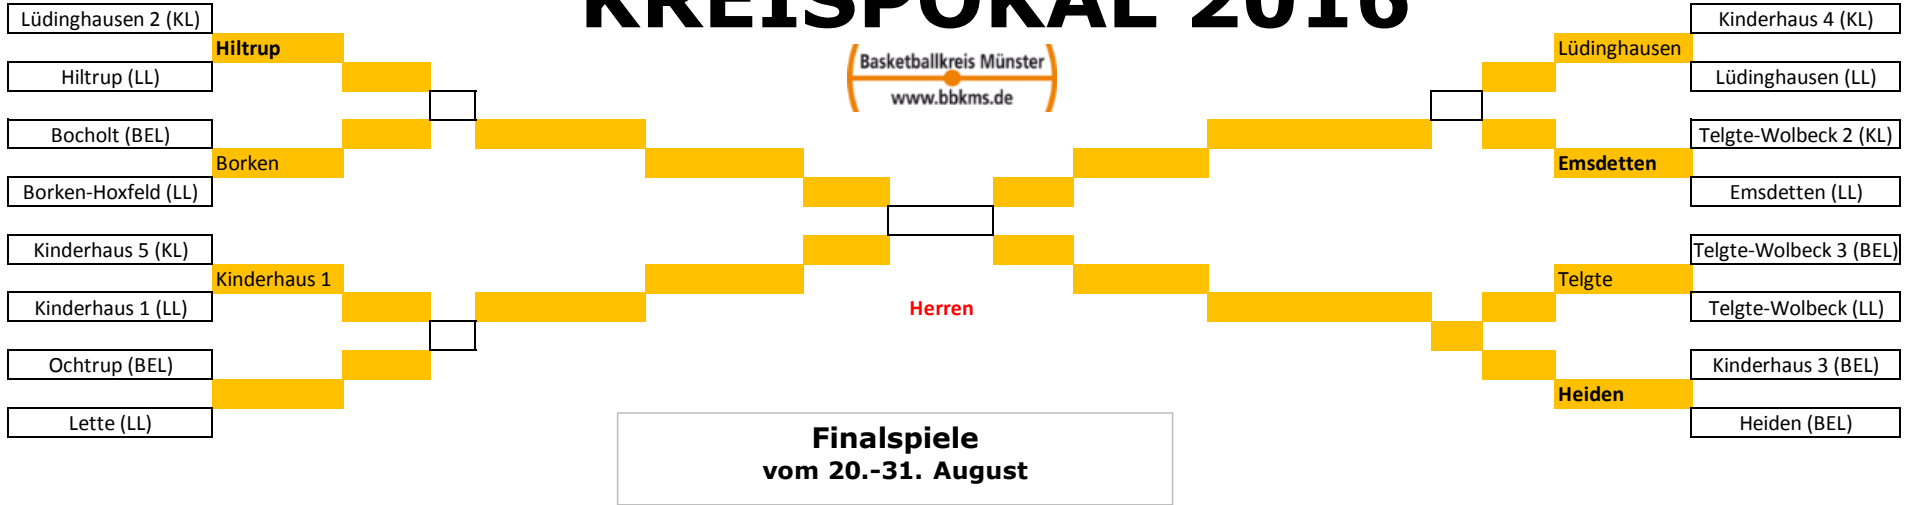 KREISPOKAL 2016
Basketballkreis Münster
www.bbkms.de
Lüdinghausen 2 (KL)
Hiltrup
Hiltrup (LL)
Bocholt (BEL)
Borken
Borken-Hoxfeld (LL)
Kinderhaus 5 (KL)
Kinderhaus 1
Kinderhaus 1 (LL)
Ochtrup (BEL)
Lette (LL)
Kinderhaus 4 (KL)
Lüdinghausen
Lüdinghausen (LL)
Telgte-Wolbeck 2 (KL)
Emsdetten
Emsdetten (LL)
Telgte-Wolbeck 3 (BEL)
Telgte
Telgte-Wolbeck (LL)
Kinderhaus 3 (BEL)
Heiden
Heiden (BEL)
Herren
Finalspiele
vom 20.-31. August